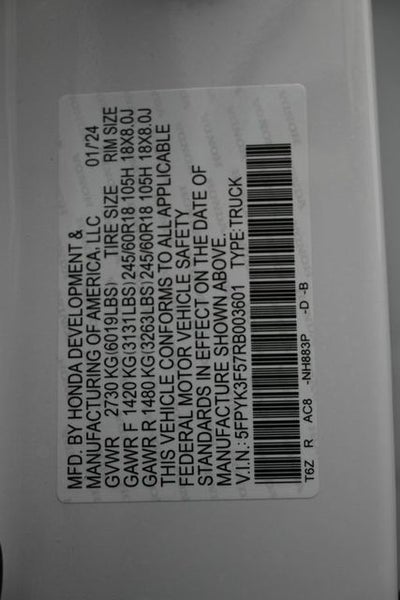 MFD. BY HONDA DEVELOPMENT &
MANUFACTURING OF AMERICA, LLC 01/'24
GVWR 2730 KG(6019LBS) TIRE SIZE RIM SIZE
GAWR F 1420 KG(3131LBS)245/60R18 105H 18X8.0J
GAWR R 1480 KG(3263LBS)245/60R18 105H 18X8.0J
THIS VEHICLE CONFORMS TO ALL APPLICABLE
FEDERAL MOTOR VEHICLE SAFETY
STANDARDS IN EFFECT ON THE DATE OF
MANUFACTURE SHOWN ABOVE.
V.I.N.: 5FPYK3F57RB003601 TYPE:TRUCK
T6Z R AC8 -NH883P -D -B